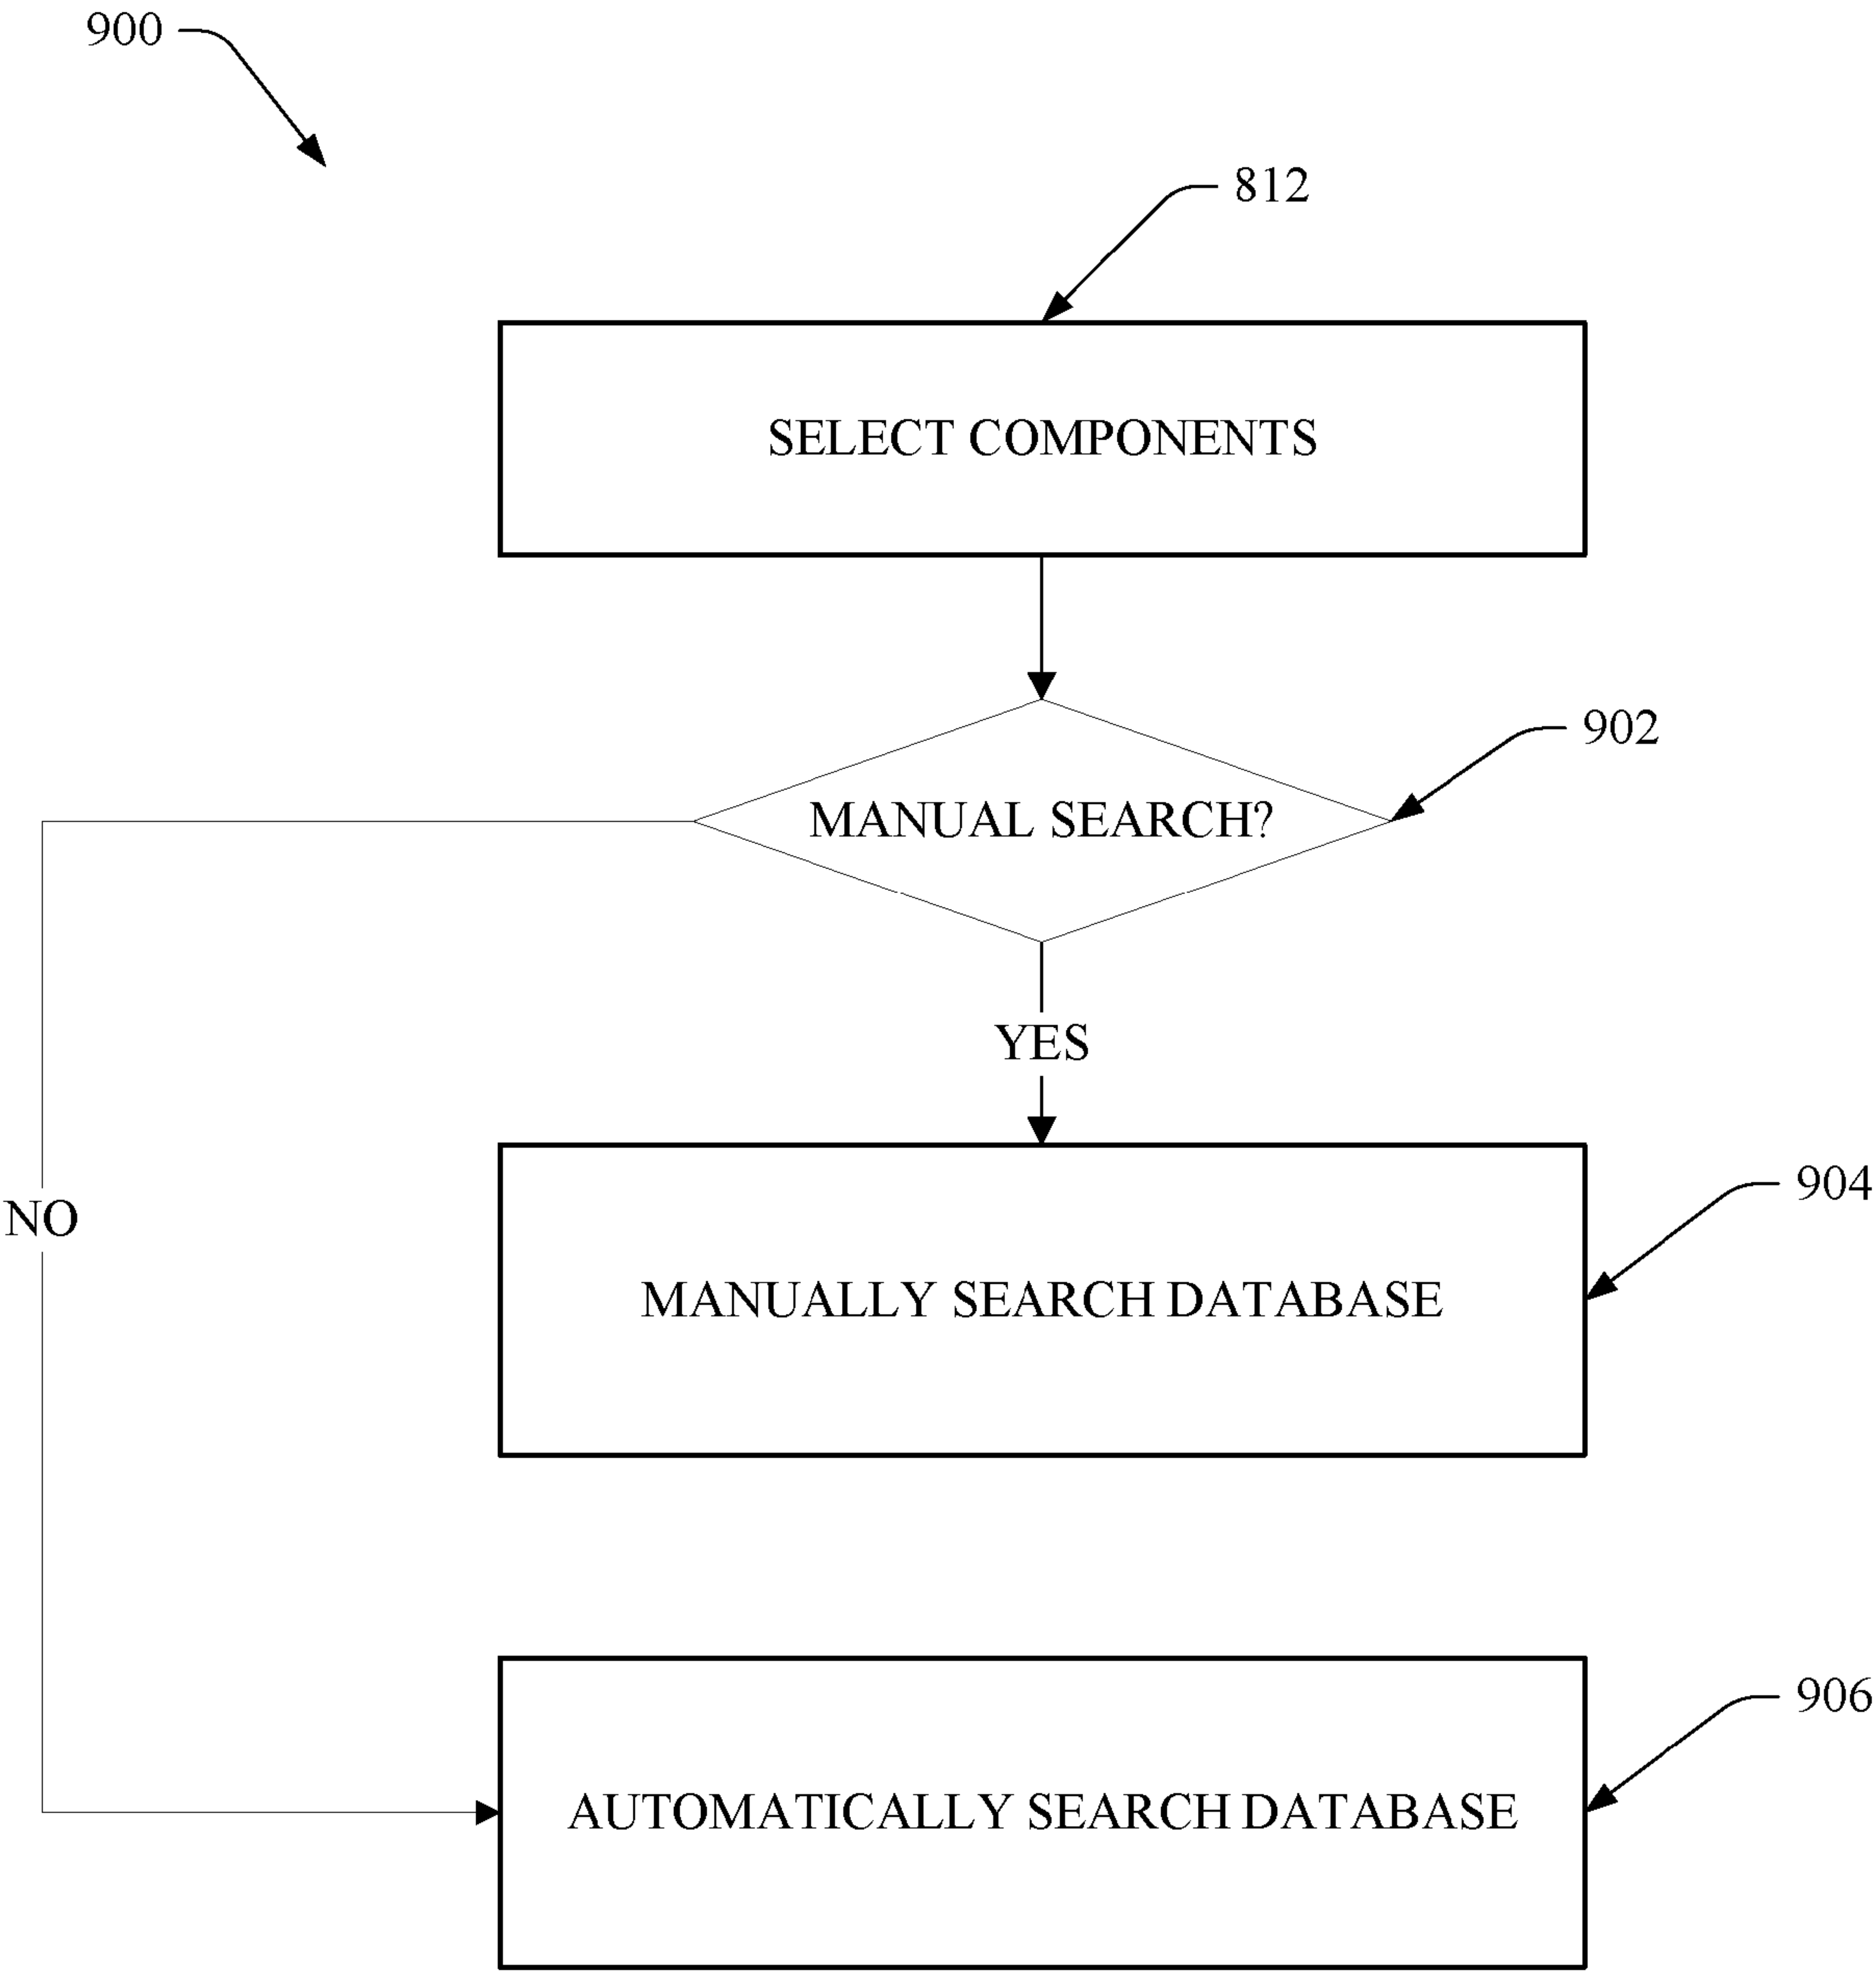 900
812
SELECT COMPONENTS
902
MANUAL SEARCH?
YES
904
NO
MANUALLY SEARCH DATABASE
906
AUTOMATICALLY SEARCH DATABASE